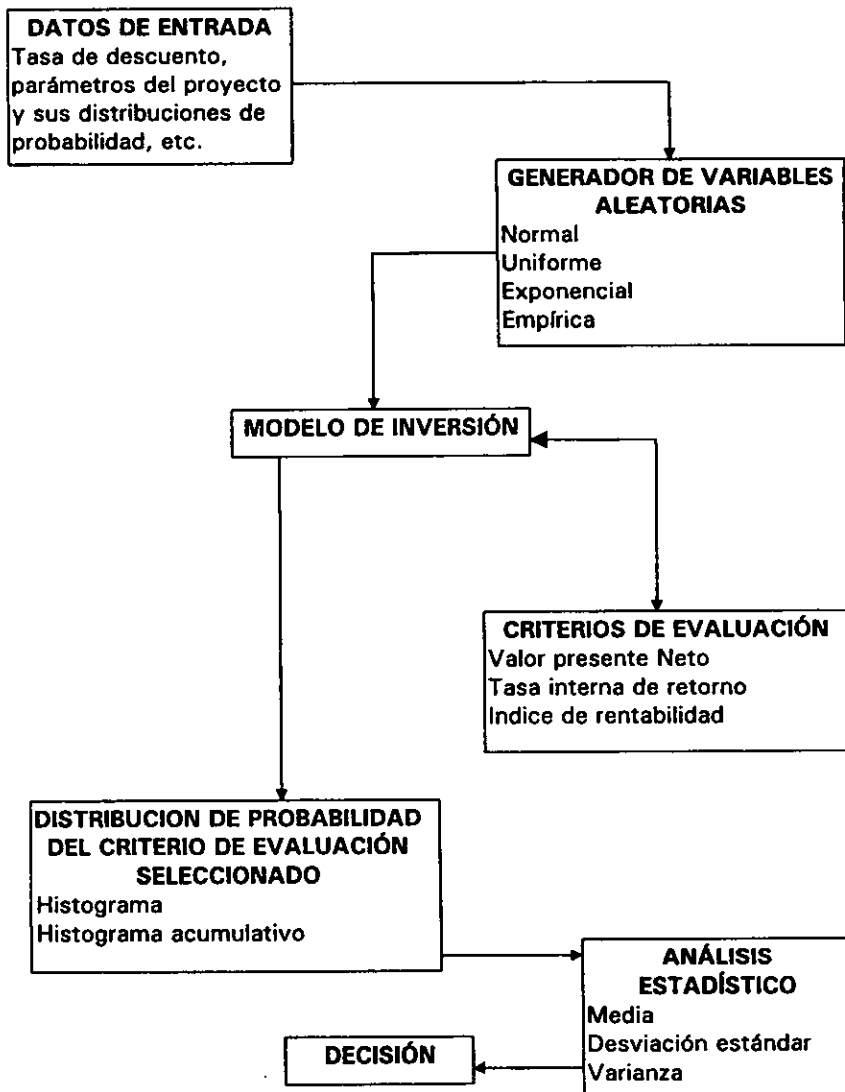 DATOS DE ENTRADA
Tasa de descuento,
parámetros del proyecto
y sus distribuciones de
probabilidad, etc.
GENERADOR DE VARIABLES
ALEATORIAS
Normal
Uniforme
Exponencial
Empírica
MODELO DE INVERSIÓN
CRITERIOS DE EVALUACIÓN
Valor presente Neto
Tasa interna de retorno
Indice de rentabilidad
DISTRIBUCION DE PROBABILIDAD
DEL CRITERIO DE EVALUACIÓN
SELECCIONADO
Histograma
Histograma acumulativo
ANÁLISIS
ESTADÍSTICO
Media
Desviación estándar
Varianza
DECISIÓN